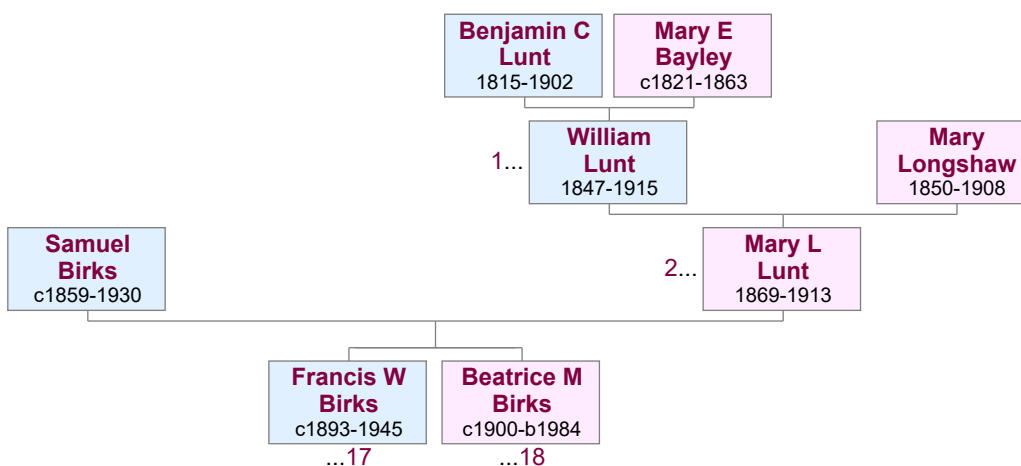 Benjamin C
Lunt
1815-1902
Mary E
Bayley
c1821-1863
1...
William
Lunt
1847-1915
Mary
Longshaw
1850-1908
Samuel
Birks
c1859-1930
2...
Mary L
Lunt
1869-1913
Francis W
Birks
c1893-1945
...17
Beatrice M
Birks
c1900-b1984
...18